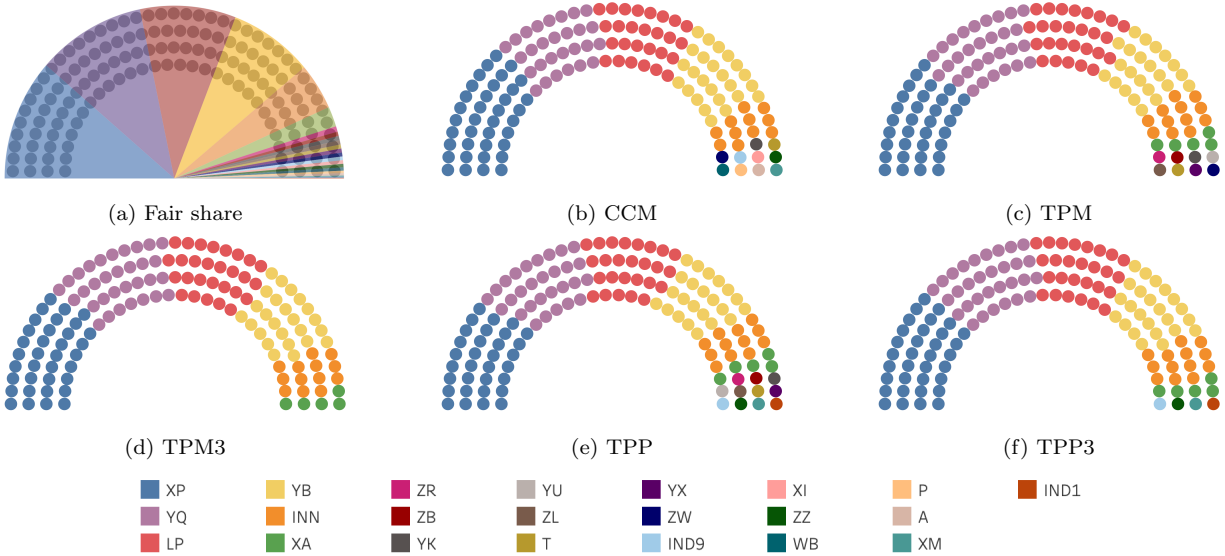 (a) Fair share
(b) CCM
(c) TPM
(d) TPM3
(e) TPP
(f) TPP3
XP YB ZR YU YX XI P IND1
YQ INN ZB ZL ZW ZZ A
LP XA YK T IND9 WB XM